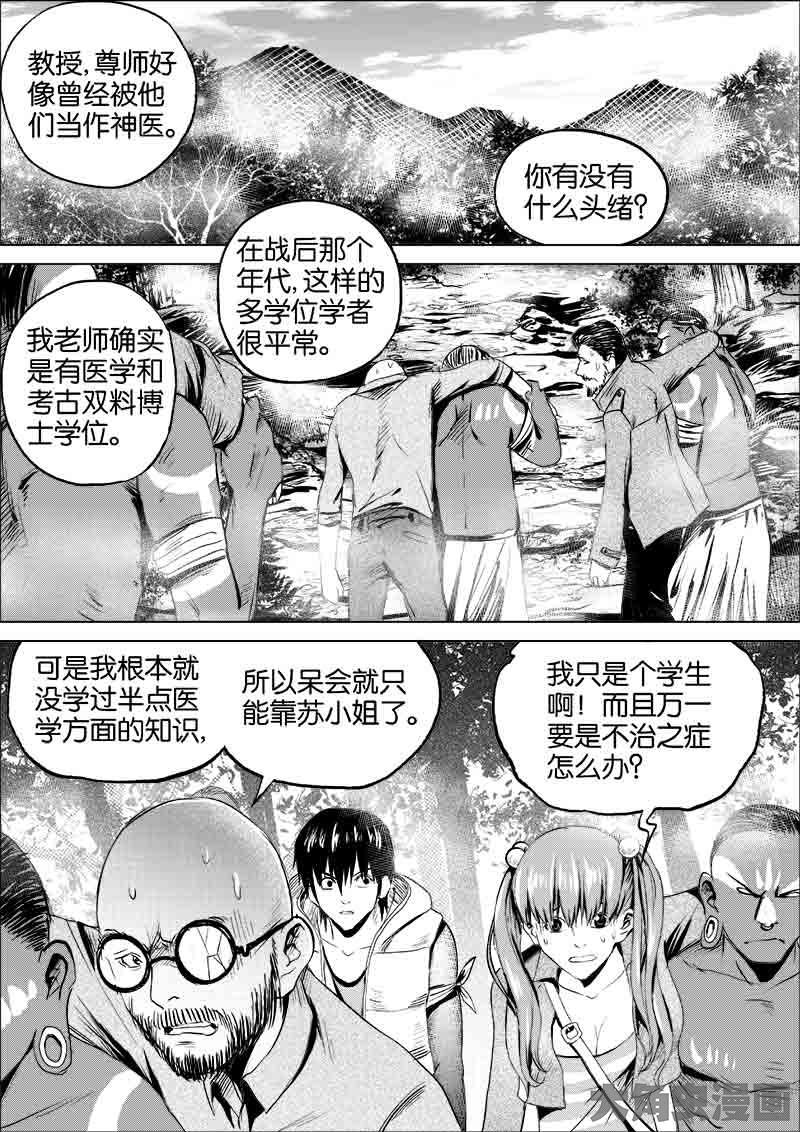 教授，尊师好
像曾经被他
们当作神医。
你有没有
什么头绪？
我老师确实
是有医学和
考古双料博
士学位。
在战后那个
年代，这样的
多学位学者
很平常。
可是我根本就
没学过半点医
学方面的知识，
所以呆会就只
能靠苏小姐了。
我只是个学生
啊！而且万一
要是不治之症
怎么办？
大角虫漫画